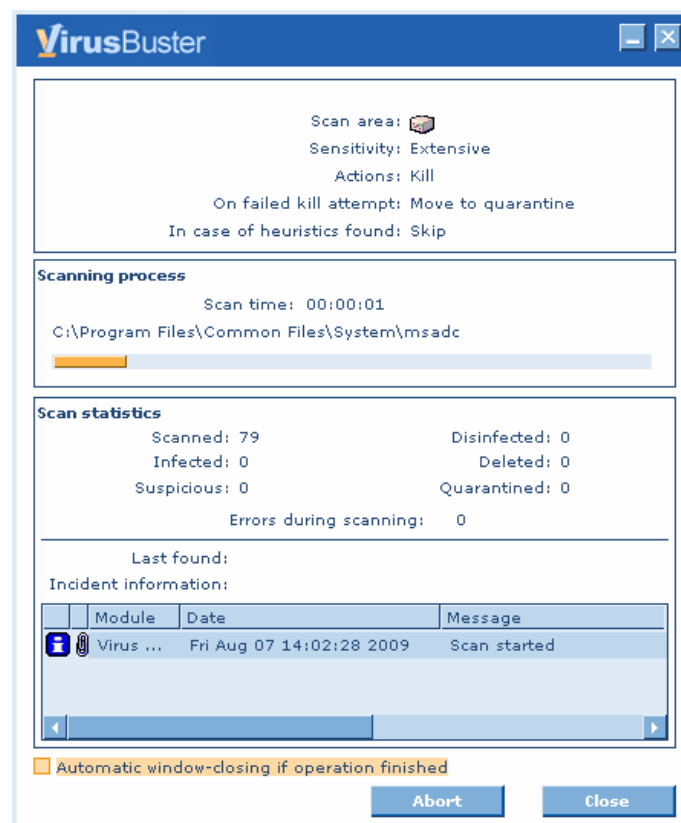 VirusBuster
Scan area:
Sensitivity: Extensive
Actions: Kill
On failed kill attempt: Move to quarantine
In case of heuristics found: Skip
Scanning process
Scan time: 00:00:01
C:\Program Files\Common Files\System\msadc
Scan statistics
Scanned: 79 Disinfected: 0
Infected: 0 Deleted: 0
Suspicious: 0 Quarantined: 0
Errors during scanning: 0
Last found:
Incident information:
Module Date Message
Virus ... Fri Aug 07 14:02:28 2009 Scan started
Automatic window-closing if operation finished
Abort Close